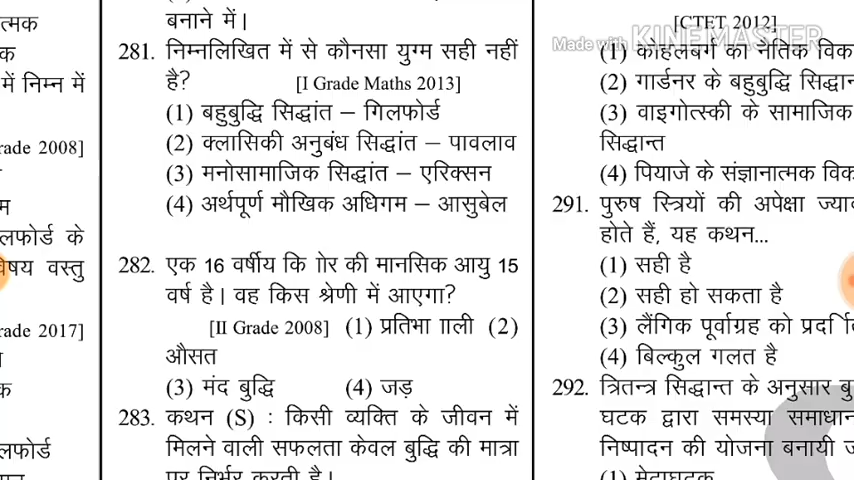 त्मक
क
में निम्न में
rade 2008]
म
लफोर्ड के
वेषय वस्तु
rade 2017]
क
लफोर्ड
बनाने में।
281. निम्नलिखित में से कौनसा युग्म सही नहीं
है? [I Grade Maths 2013]
(1) बहुबुद्धि सिद्धांत – गिलफोर्ड
(2) क्लासिकी अनुबंध सिद्धांत – पावलाव
(3) मनोसामाजिक सिद्धांत – एरिक्सन
(4) अर्थपूर्ण मौखिक अधिगम – आसुबेल
282. एक 16 वर्षीय कि ाोर की मानसिक आयु 15
वर्ष है। वह किस श्रेणी में आएगा?
[II Grade 2008] (1) प्रतिभा ााली (2)
औसत
(3) मंद बुद्धि (4) जड़
283. कथन (S) : किसी व्यक्ति के जीवन में
मिलने वाली सफलता केवल बुद्धि की मात्रा
पर निर्भर करती है।
[CTET 2012]
Made with KINEMASTER
(1) कोहलबर्ग का नैतिक विक
(2) गार्डनर के बहुबुद्धि सिद्धान
(3) वाइगोत्स्की के सामाजिक
सिद्धान्त
(4) पियाजे के संज्ञानात्मक विक
291. पुरुष स्त्रियों की अपेक्षा ज्या
होते हैं, यह कथन...
(1) सही है
(2) सही हो सकता है
(3) लैंगिक पूर्वाग्रह को प्रदर्शि
(4) बिल्कुल गलत है
292. त्रितन्त्र सिद्धान्त के अनुसार बु
घटक द्वारा समस्या समाधान
निष्पादन की योजना बनायी ज
(1) मेटाघटक